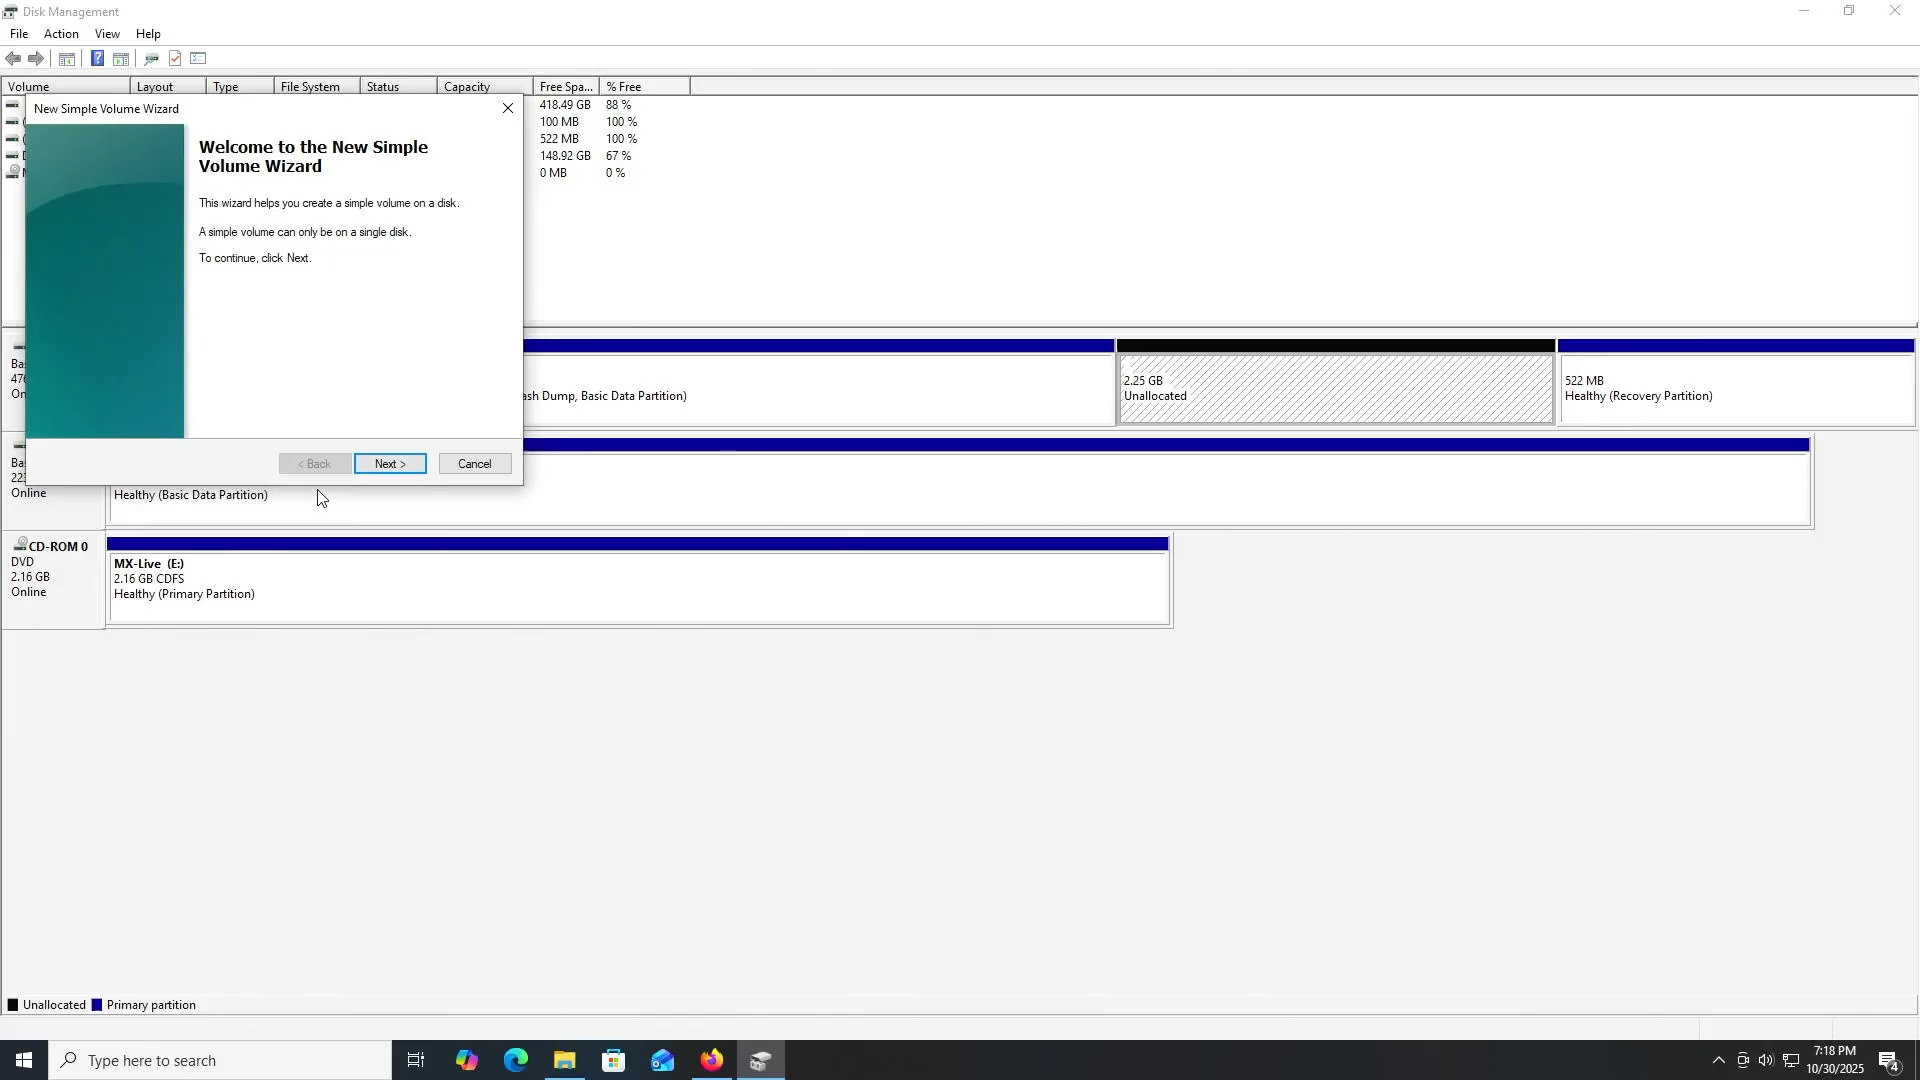 Disk Management
File Action View Help
Volume Layout Type File System Status Capacity Free Spa... % Free
418.49 GB 88 %
100 MB 100 %
522 MB 100 %
148.92 GB 67 %
0 MB 0 %
New Simple Volume Wizard
Welcome to the New Simple
Volume Wizard
This wizard helps you create a simple volume on a disk.
A simple volume can only be on a single disk.
To continue, click Next.
< Back Next > Cancel
Bas
476
On
ash Dump, Basic Data Partition)
2.25 GB
Unallocated
522 MB
Healthy (Recovery Partition)
Bas
223
Online
Healthy (Basic Data Partition)
CD-ROM 0
DVD
2.16 GB
Online
MX-Live (E:)
2.16 GB CDFS
Healthy (Primary Partition)
Unallocated Primary partition
Type here to search
7:18 PM
10/30/2025
4